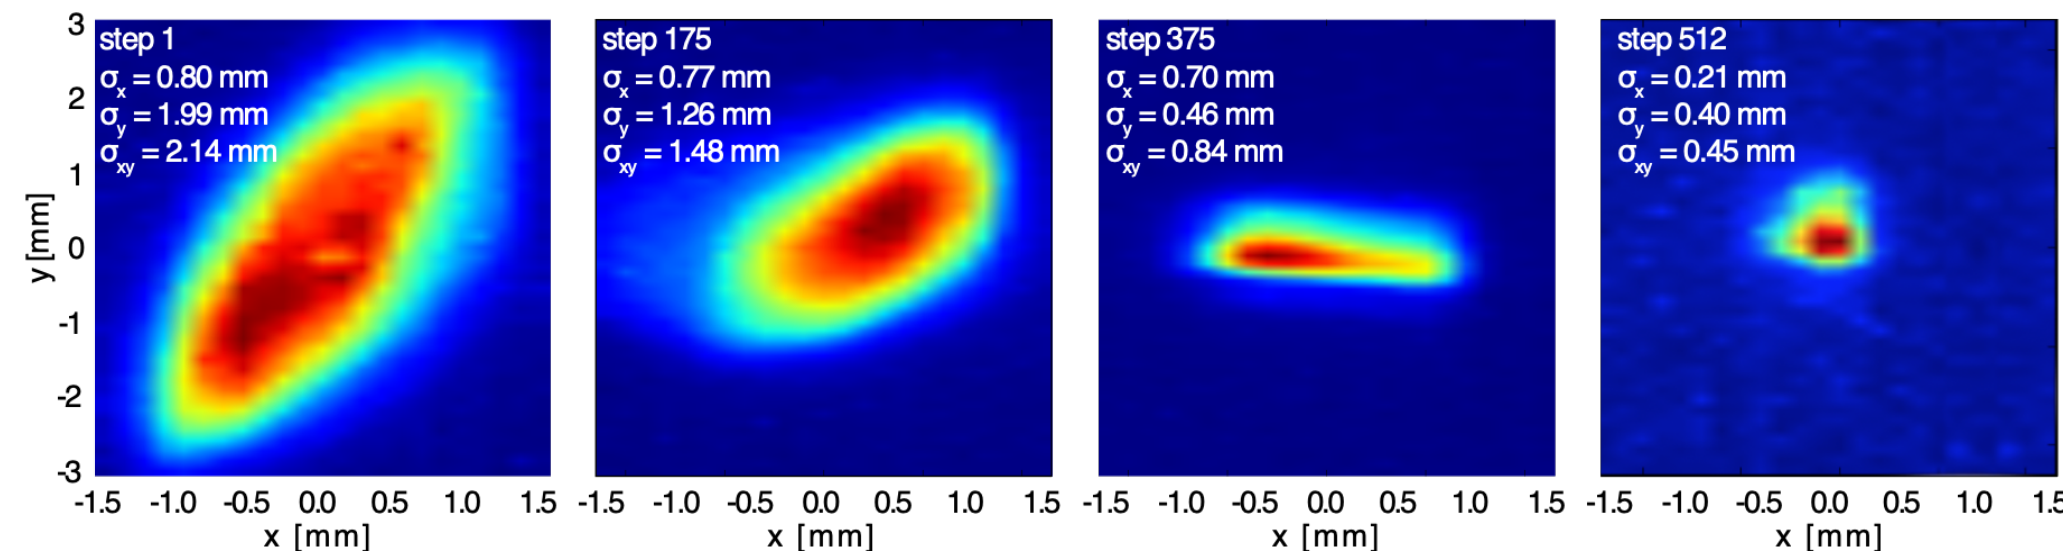 step 1
σx = 0.80 mm
σy = 1.99 mm
σxy = 2.14 mm
step 175
σx = 0.77 mm
σy = 1.26 mm
σxy = 1.48 mm
step 375
σx = 0.70 mm
σy = 0.46 mm
σxy = 0.84 mm
step 512
σx = 0.21 mm
σy = 0.40 mm
σxy = 0.45 mm
y [mm]
3
2
1
0
-1
-2
-3
-1.5 -1.0 -0.5 0.0 0.5 1.0 1.5
x [mm]
-1.5 -1.0 -0.5 0.0 0.5 1.0 1.5
x [mm]
-1.5 -1.0 -0.5 0.0 0.5 1.0 1.5
x [mm]
-1.5 -1.0 -0.5 0.0 0.5 1.0 1.5
x [mm]